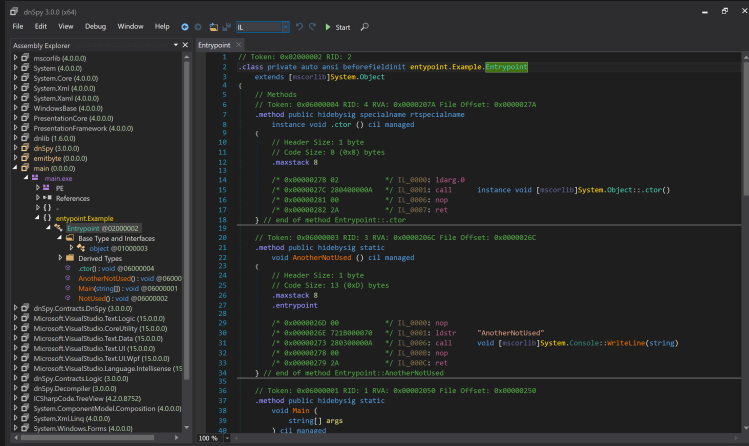 dnSpy 3.0.0 (x64)
File Edit View Debug Window Help IL Start
Assembly Explorer
mscorlib (4.0.0.0)
System (4.0.0.0)
System.Core (4.0.0.0)
System.Xml (4.0.0.0)
System.Xaml (4.0.0.0)
WindowsBase (4.0.0.0)
PresentationCore (4.0.0.0)
PresentationFramework (4.0.0.0)
dnlib (1.6.0.0)
dnSpy (3.0.0.0)
emitbyte (0.0.0.0)
main (0.0.0.0)
main.exe
PE
References
{ } -
{ } entypoint.Example
Entrypoint @02000002
Base Type and Interfaces
object @01000003
Derived Types
.ctor() : void @06000004
AnotherNotUsed() : void @06000
Main(string[]) : void @06000001
NotUsed() : void @06000002
dnSpy.Contracts.DnSpy (3.0.0.0)
Microsoft.VisualStudio.Text.Logic (15.0.0.0)
Microsoft.VisualStudio.CoreUtility (15.0.0.0)
Microsoft.VisualStudio.Text.Data (15.0.0.0)
Microsoft.VisualStudio.Text.UI (15.0.0.0)
Microsoft.VisualStudio.Text.UI.Wpf (15.0.0.0)
Microsoft.VisualStudio.Language.Intellisense (15
dnSpy.Contracts.Logic (3.0.0.0)
dnSpy.Decompiler (3.0.0.0)
ICSharpCode.TreeView (4.2.0.8752)
System.ComponentModel.Composition (4.0.0.0)
System.Xml.Linq (4.0.0.0)
System.Windows.Forms (4.0.0.0)
Entrypoint
1 // Token: 0x02000002 RID: 2
2 .class private auto ansi beforefieldinit entypoint.Example.Entrypoint
3 extends [mscorlib]System.Object
4 {
5 // Methods
6 // Token: 0x06000004 RID: 4 RVA: 0x0000207A File Offset: 0x0000027A
7 .method public hidebysig specialname rtspecialname
8 instance void .ctor () cil managed
9 {
10 // Header Size: 1 byte
11 // Code Size: 8 (0x8) bytes
12 .maxstack 8
13
14 /* 0x0000027B 02 */ IL_0000: ldarg.0
15 /* 0x0000027C 280400000A */ IL_0001: call instance void [mscorlib]System.Object::.ctor()
16 /* 0x00000281 00 */ IL_0006: nop
17 /* 0x00000282 2A */ IL_0007: ret
18 } // end of method Entrypoint::.ctor
19
20 // Token: 0x06000003 RID: 3 RVA: 0x0000206C File Offset: 0x0000026C
21 .method public hidebysig static
22 void AnotherNotUsed () cil managed
23 {
24 // Header Size: 1 byte
25 // Code Size: 13 (0xD) bytes
26 .maxstack 8
27 .entrypoint
28
29 /* 0x0000026D 00 */ IL_0000: nop
30 /* 0x0000026E 721B000070 */ IL_0001: ldstr "AnotherNotUsed"
31 /* 0x00000273 280300000A */ IL_0006: call void [mscorlib]System.Console::WriteLine(string)
32 /* 0x00000278 00 */ IL_000B: nop
33 /* 0x00000279 2A */ IL_000C: ret
34 } // end of method Entrypoint::AnotherNotUsed
35
36 // Token: 0x06000001 RID: 1 RVA: 0x00002050 File Offset: 0x00000250
37 .method public hidebysig static
38 void Main (
39 string[] args
40 ) cil managed
100 %